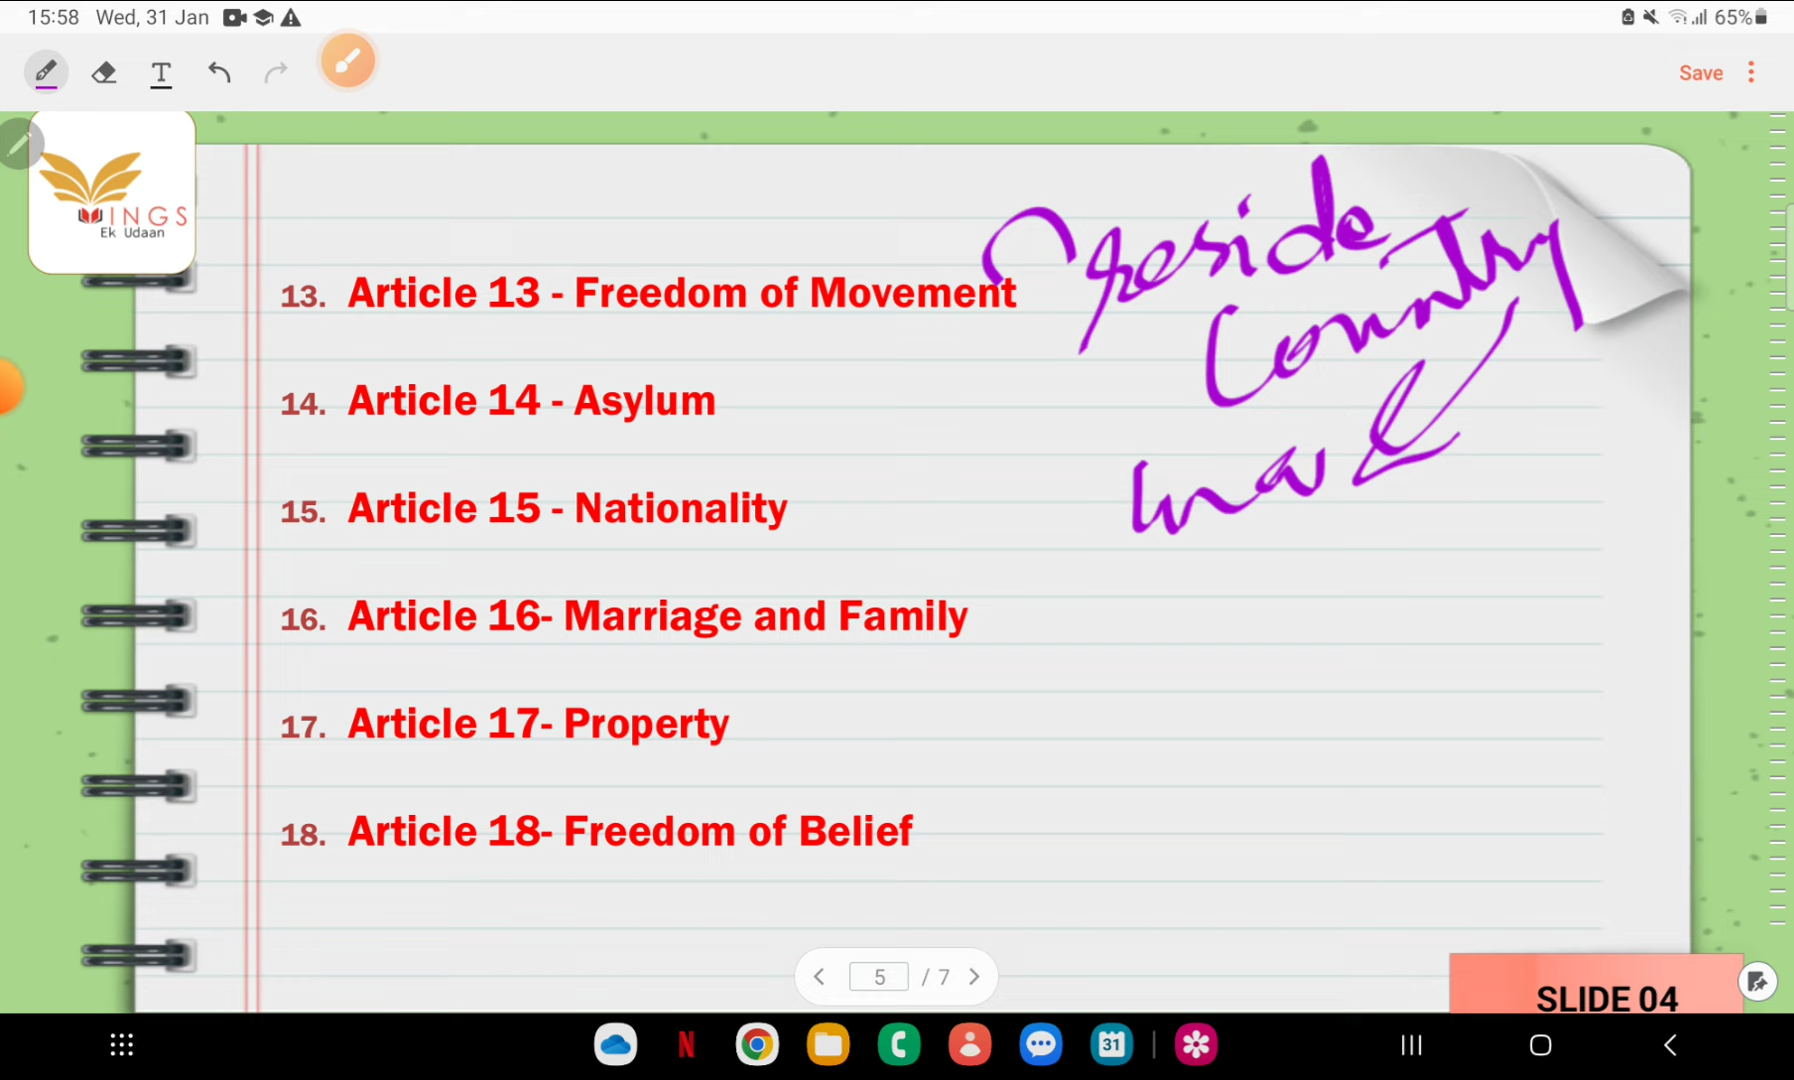 15:58 Wed, 31 Jan
65%
T
Save
WINGS
Ek Udaan
reside
Country
13. Article 13 - Freedom of Movement
14. Article 14 - Asylum
15. Article 15 - Nationality
16. Article 16- Marriage and Family
17. Article 17- Property
18. Article 18- Freedom of Belief
5 / 7
SLIDE 04
N
31